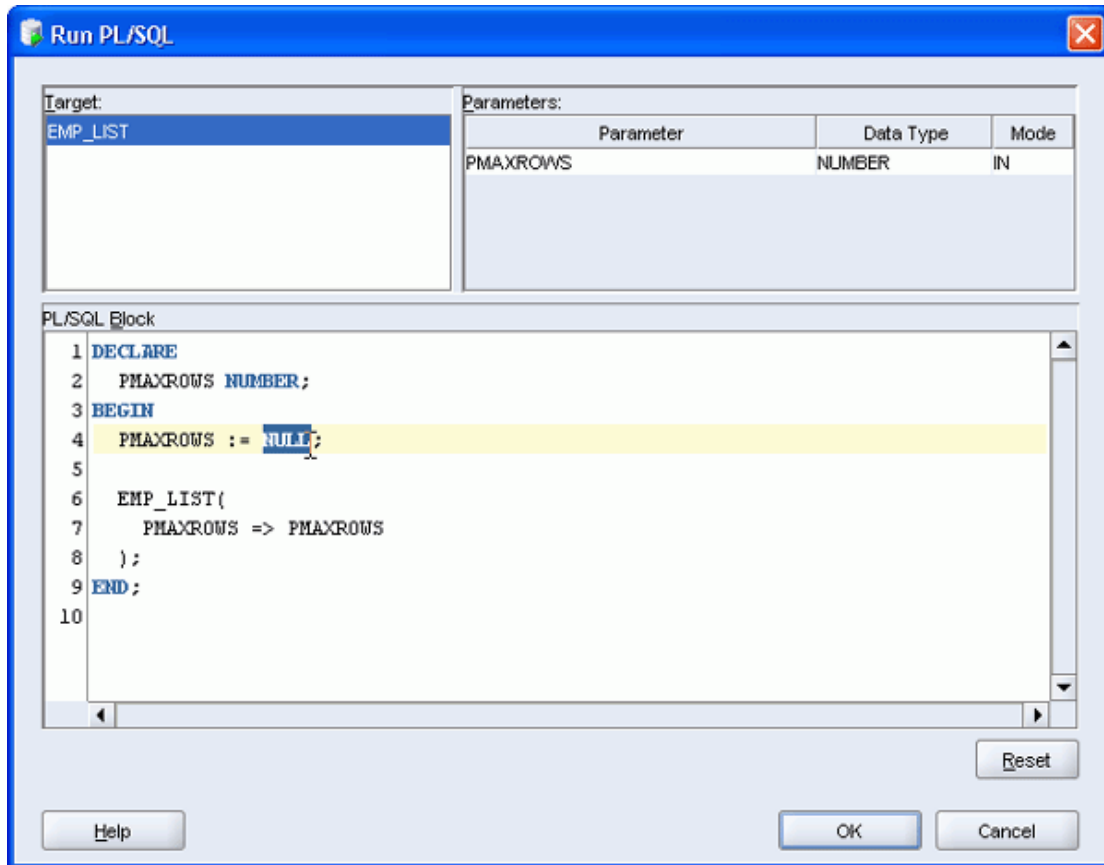 Run PL/SQL
Target:
EMP_LIST
Parameters:
Parameter Data Type Mode
PMAXROWS NUMBER IN
PL/SQL Block
1 DECLARE
2 PMAXROWS NUMBER;
3 BEGIN
4 PMAXROWS := NULL;
5
6 EMP_LIST(
7 PMAXROWS => PMAXROWS
8 );
9 END;
10
Reset
Help OK Cancel